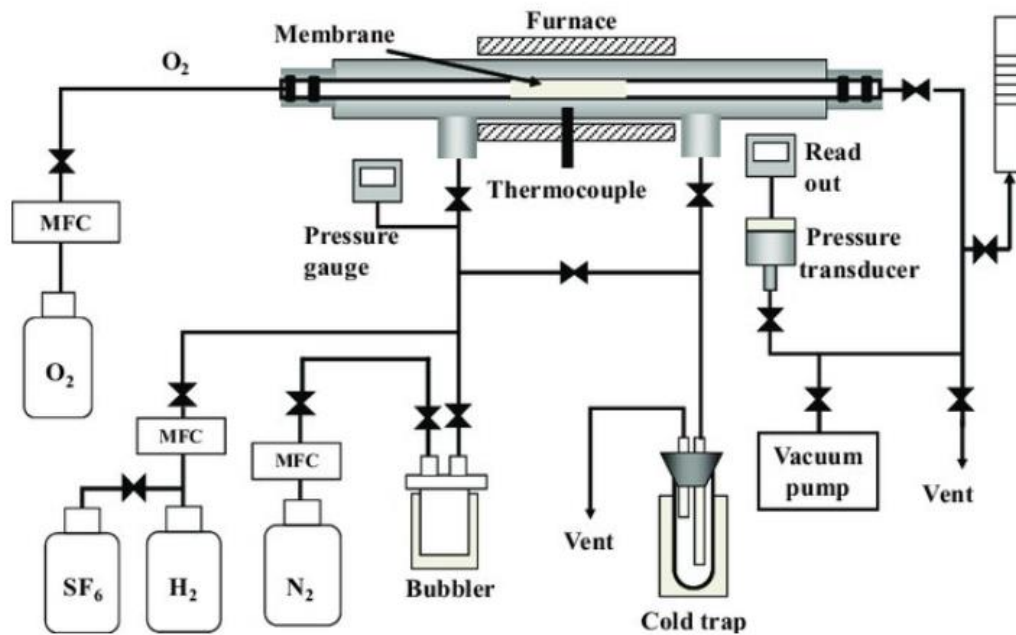 Furnace
Membrane
O₂
Thermocouple
Read
out
MFC
Pressure
gauge
Pressure
transducer
O₂
MFC
MFC
Vacuum
pump
Vent
Vent
SF₆
H₂
N₂
Bubbler
Cold trap